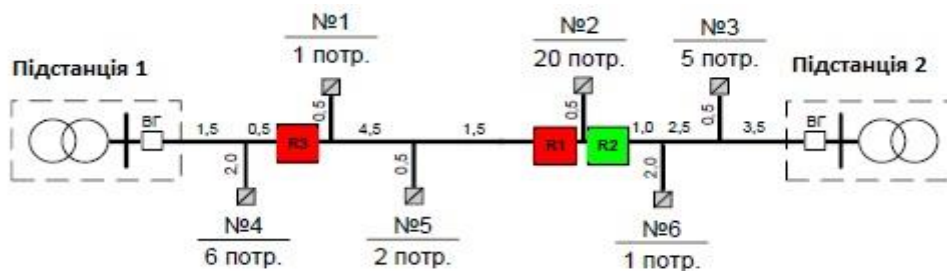 №1
1 потр.
№2
20 потр.
№3
5 потр.
Підстанція 1
Підстанція 2
ВГ
1,5
0,5
R3
0,5
4,5
1,5
R1
0,5
R2
1,0
2,5
0,5
3,5
ВГ
2,0
0,5
2,0
№4
6 потр.
№5
2 потр.
№6
1 потр.